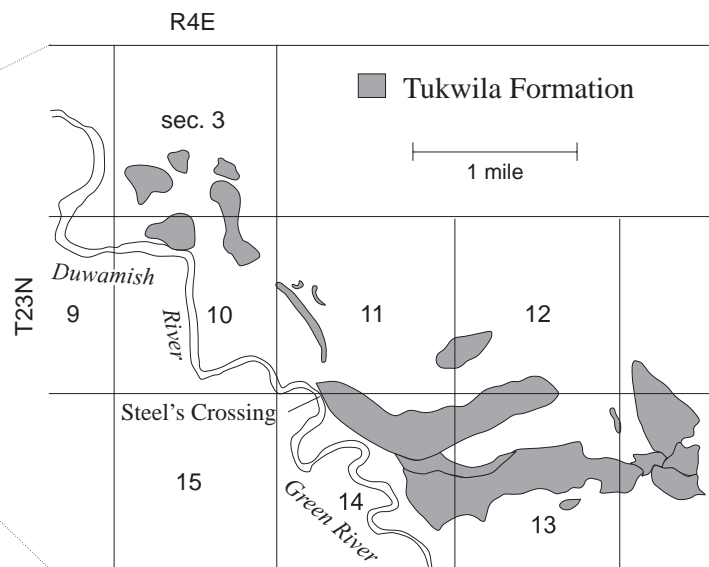 R4E
Tukwila Formation
sec. 3
1 mile
T23N
Duwamish
River
9
10
11
12
Steel's Crossing
15
14
13
Green River